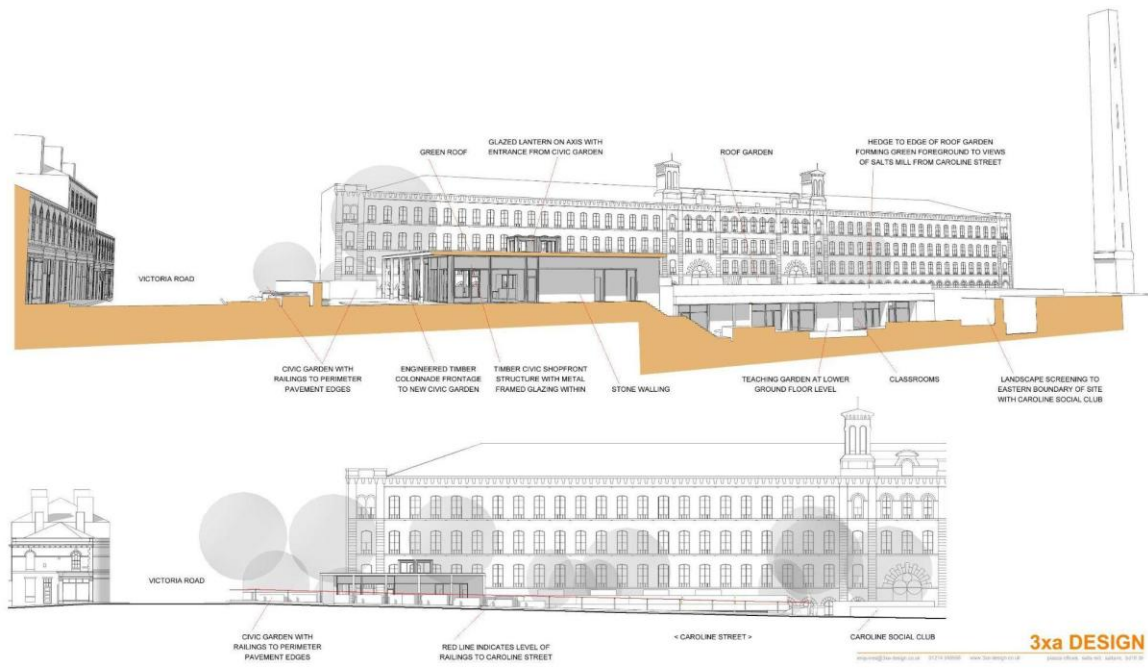 GREEN ROOF
GLAZED LANTERN ON AXIS WITH
ENTRANCE FROM CIVIC GARDEN
ROOF GARDEN
HEDGE TO EDGE OF ROOF GARDEN
FORMING GREEN FOREGROUND TO VIEWS
OF SALTS MILL FROM CAROLINE STREET
VICTORIA ROAD
CIVIC GARDEN WITH
RAILINGS TO PERIMETER
PAVEMENT EDGES
ENGINEERED TIMBER
COLONNADE FRONTAGE
TO NEW CIVIC GARDEN
TIMBER CIVIC SHOPFRONT
STRUCTURE WITH METAL
FRAMED GLAZING WITHIN
STONE WALLING
TEACHING GARDEN AT LOWER
GROUND FLOOR LEVEL
CLASSROOMS
LANDSCAPE SCREENING TO
EASTERN BOUNDARY OF SITE
WITH CAROLINE SOCIAL CLUB
VICTORIA ROAD
CIVIC GARDEN WITH
RAILINGS TO PERIMETER
PAVEMENT EDGES
RED LINE INDICATES LEVEL OF
RAILINGS TO CAROLINE STREET
< CAROLINE STREET >
CAROLINE SOCIAL CLUB
3xa DESIGN